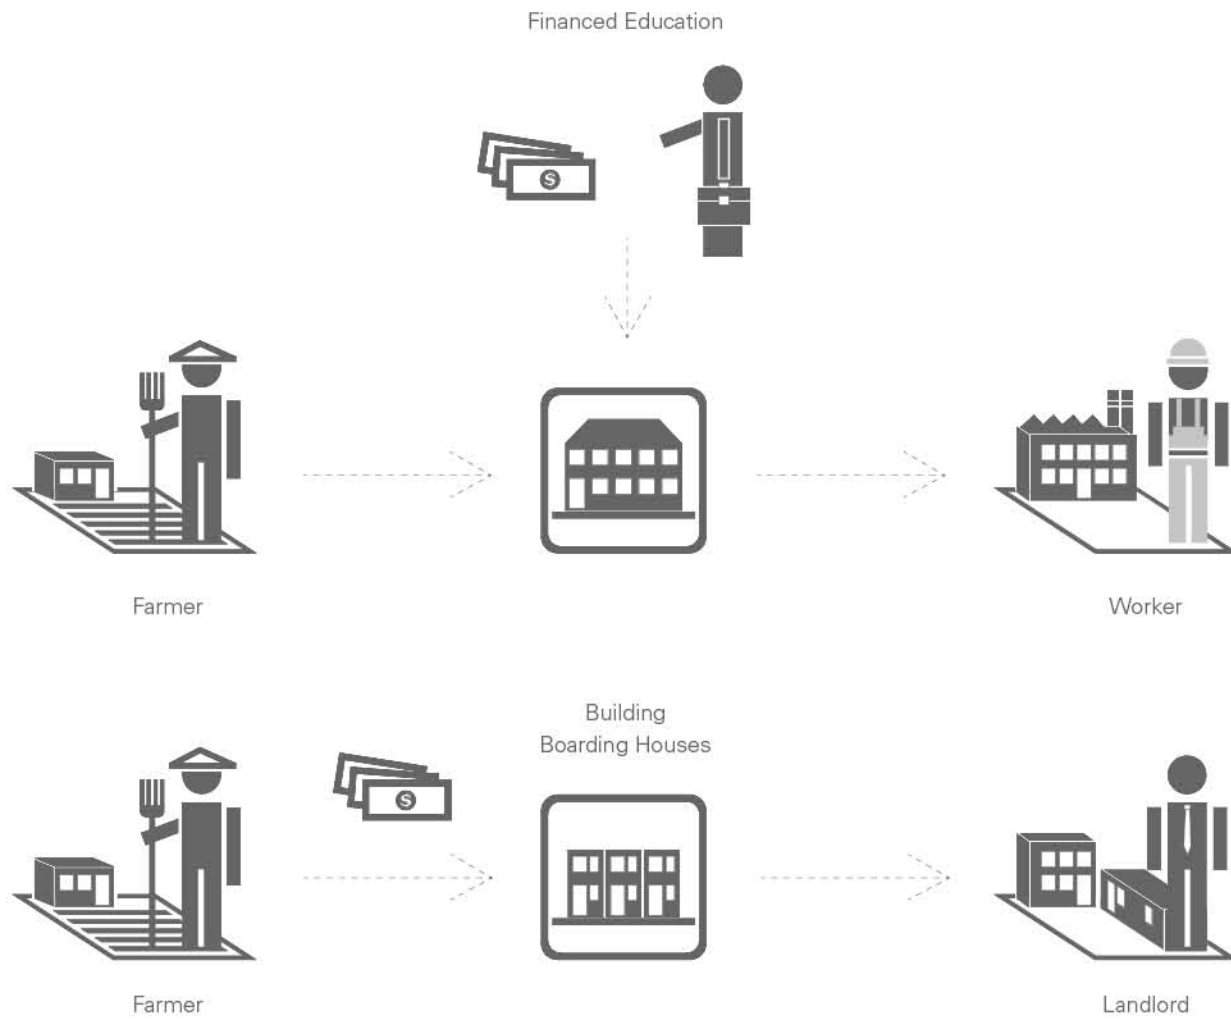 Financed Education
S
Farmer
Worker
Building
Boarding Houses
S
Farmer
Landlord